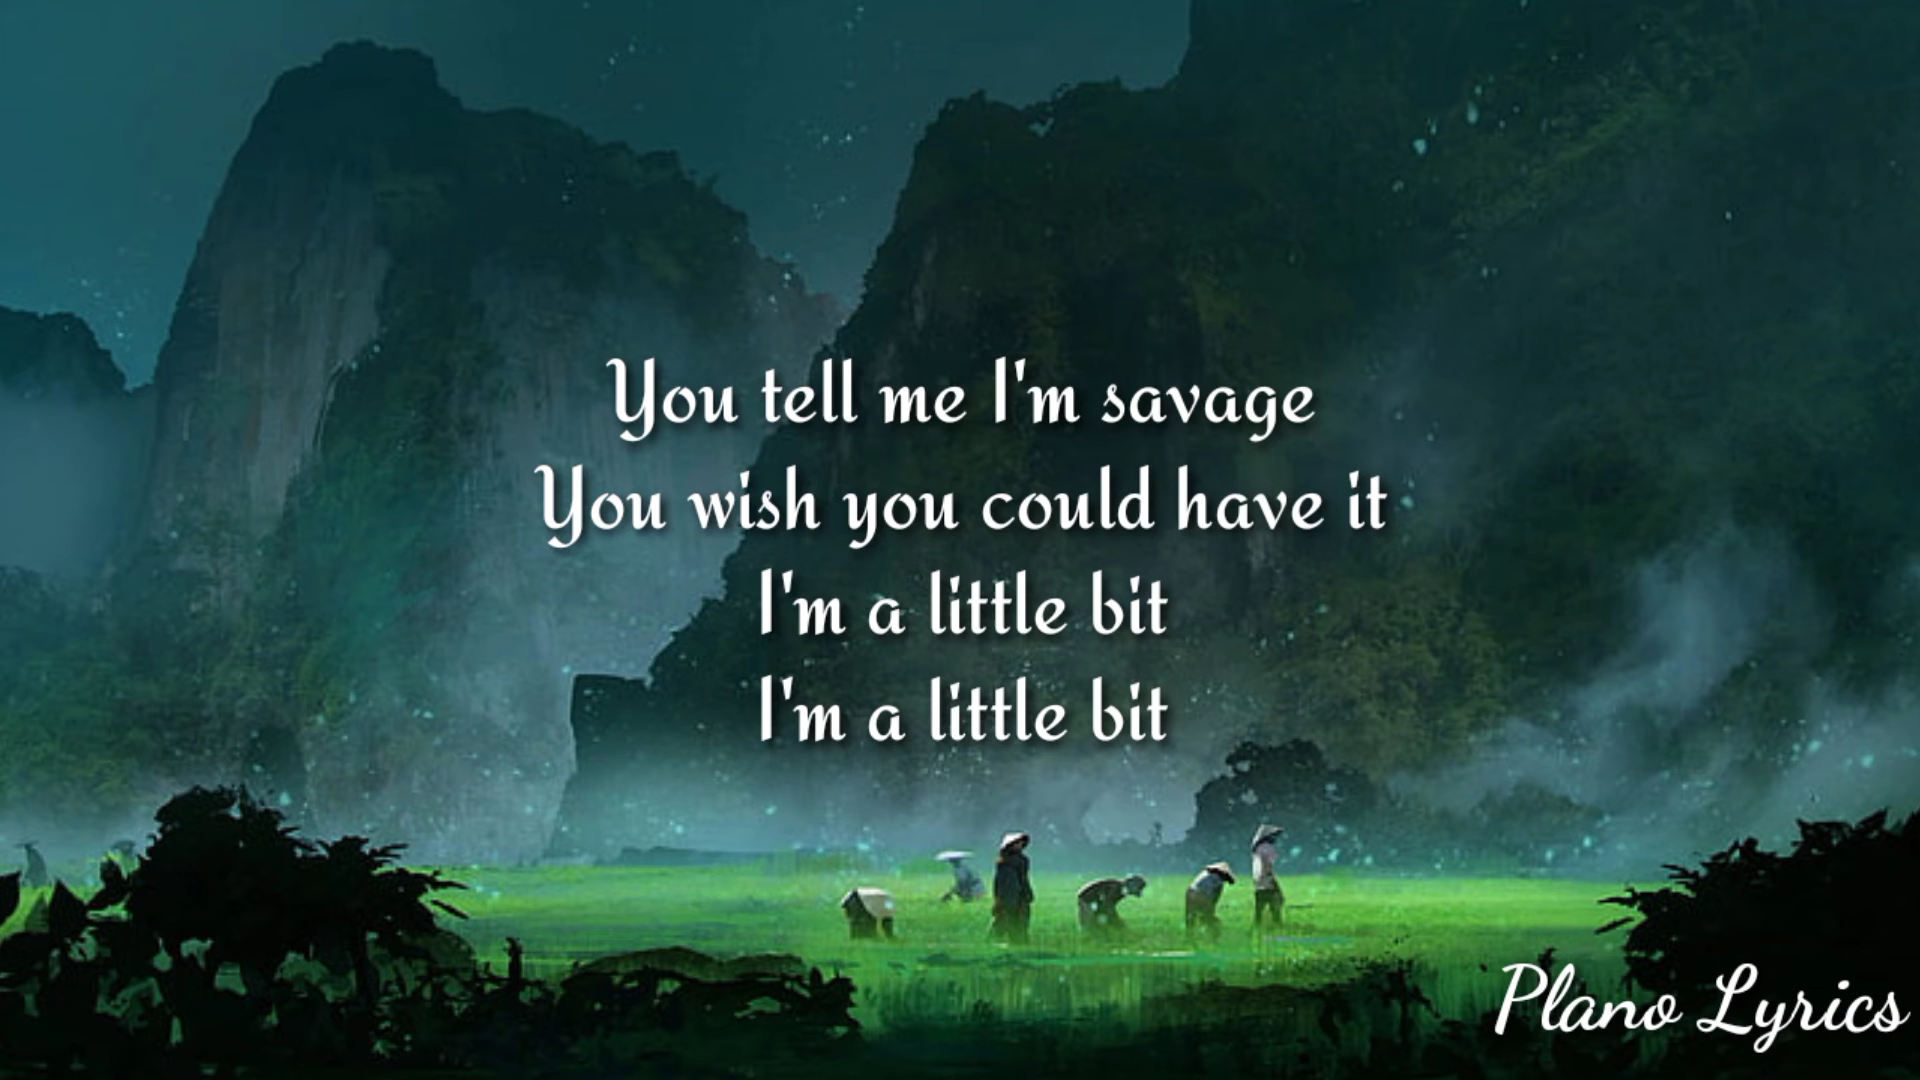 You tell me I'm savage
You wish you could have it
I'm a little bit
I'm a little bit
Plano Lyrics